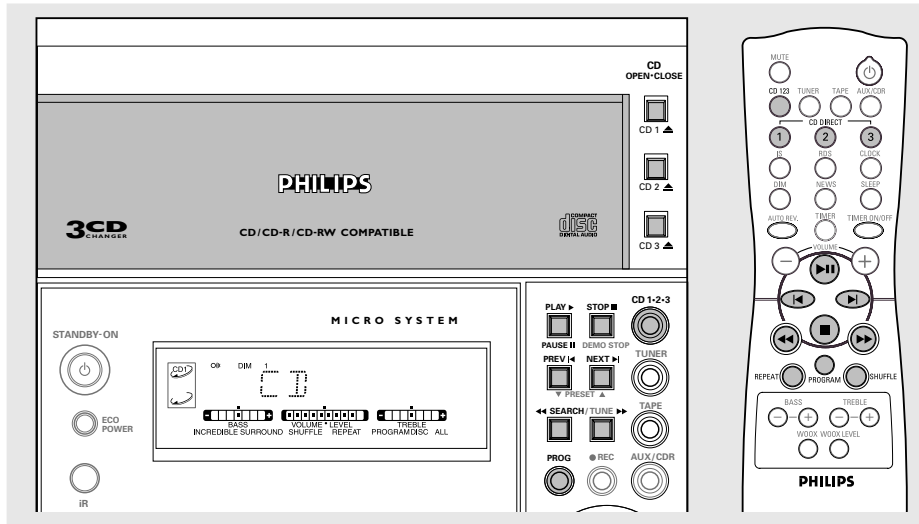 CD
OPEN•CLOSE
CD 1 ⏏
CD 2 ⏏
CD 3 ⏏
PHILIPS
3CD
CHANGER
CD/CD-R/CD-RW COMPATIBLE
COMPACT
disc
DIGITAL AUDIO
MICRO SYSTEM
STANDBY-ON
ECO
POWER
iR
CD1
DIM 1
CD
BASS VOLUME • LEVEL TREBLE
INCREDIBLE SURROUND SHUFFLE REPEAT PROGRAM DISC ALL
PLAY ▶ STOP ■ CD 1•2•3
PAUSE II DEMO STOP
PREV |◀ NEXT ▶| TUNER
▼ PRESET ▲
◀◀ SEARCH/TUNE ▶▶ TAPE
PROG ● REC AUX/CDR
MUTE
CD 123 TUNER TAPE AUX/CDR
CD DIRECT
1 2 3
IS RDS CLOCK
DIM NEWS SLEEP
AUTO REV. TIMER TIMER ON/OFF
VOLUME
− +
▶II
|◀ ▶|
◀◀ ■ ▶▶
REPEAT PROGRAM SHUFFLE
BASS TREBLE
− + − +
WOOX WOOX LEVEL
PHILIPS